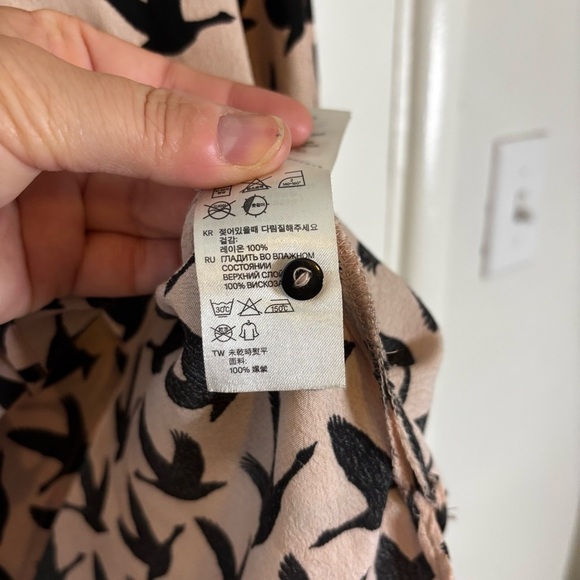 KR 젖어있을때 다림질해주세요
겉감:
레이온 100%
RU ГЛАДИТЬ ВО ВЛАЖНОМ
СОСТОЯНИИ
ВЕРХНИЙ СЛОЙ
100% ВИСКОЗА
30℃ 150℃
TW 未乾時熨平
面料:
100% 嫘縈